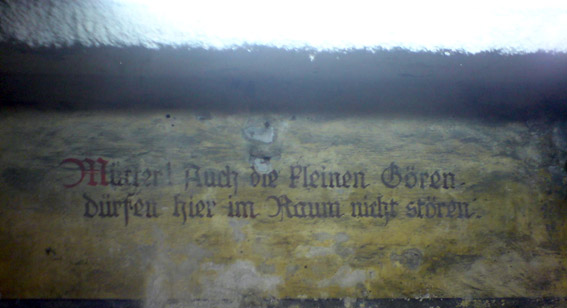 Mütter! Auch die kleinen Gören
dürfen hier im Raum nicht stören.